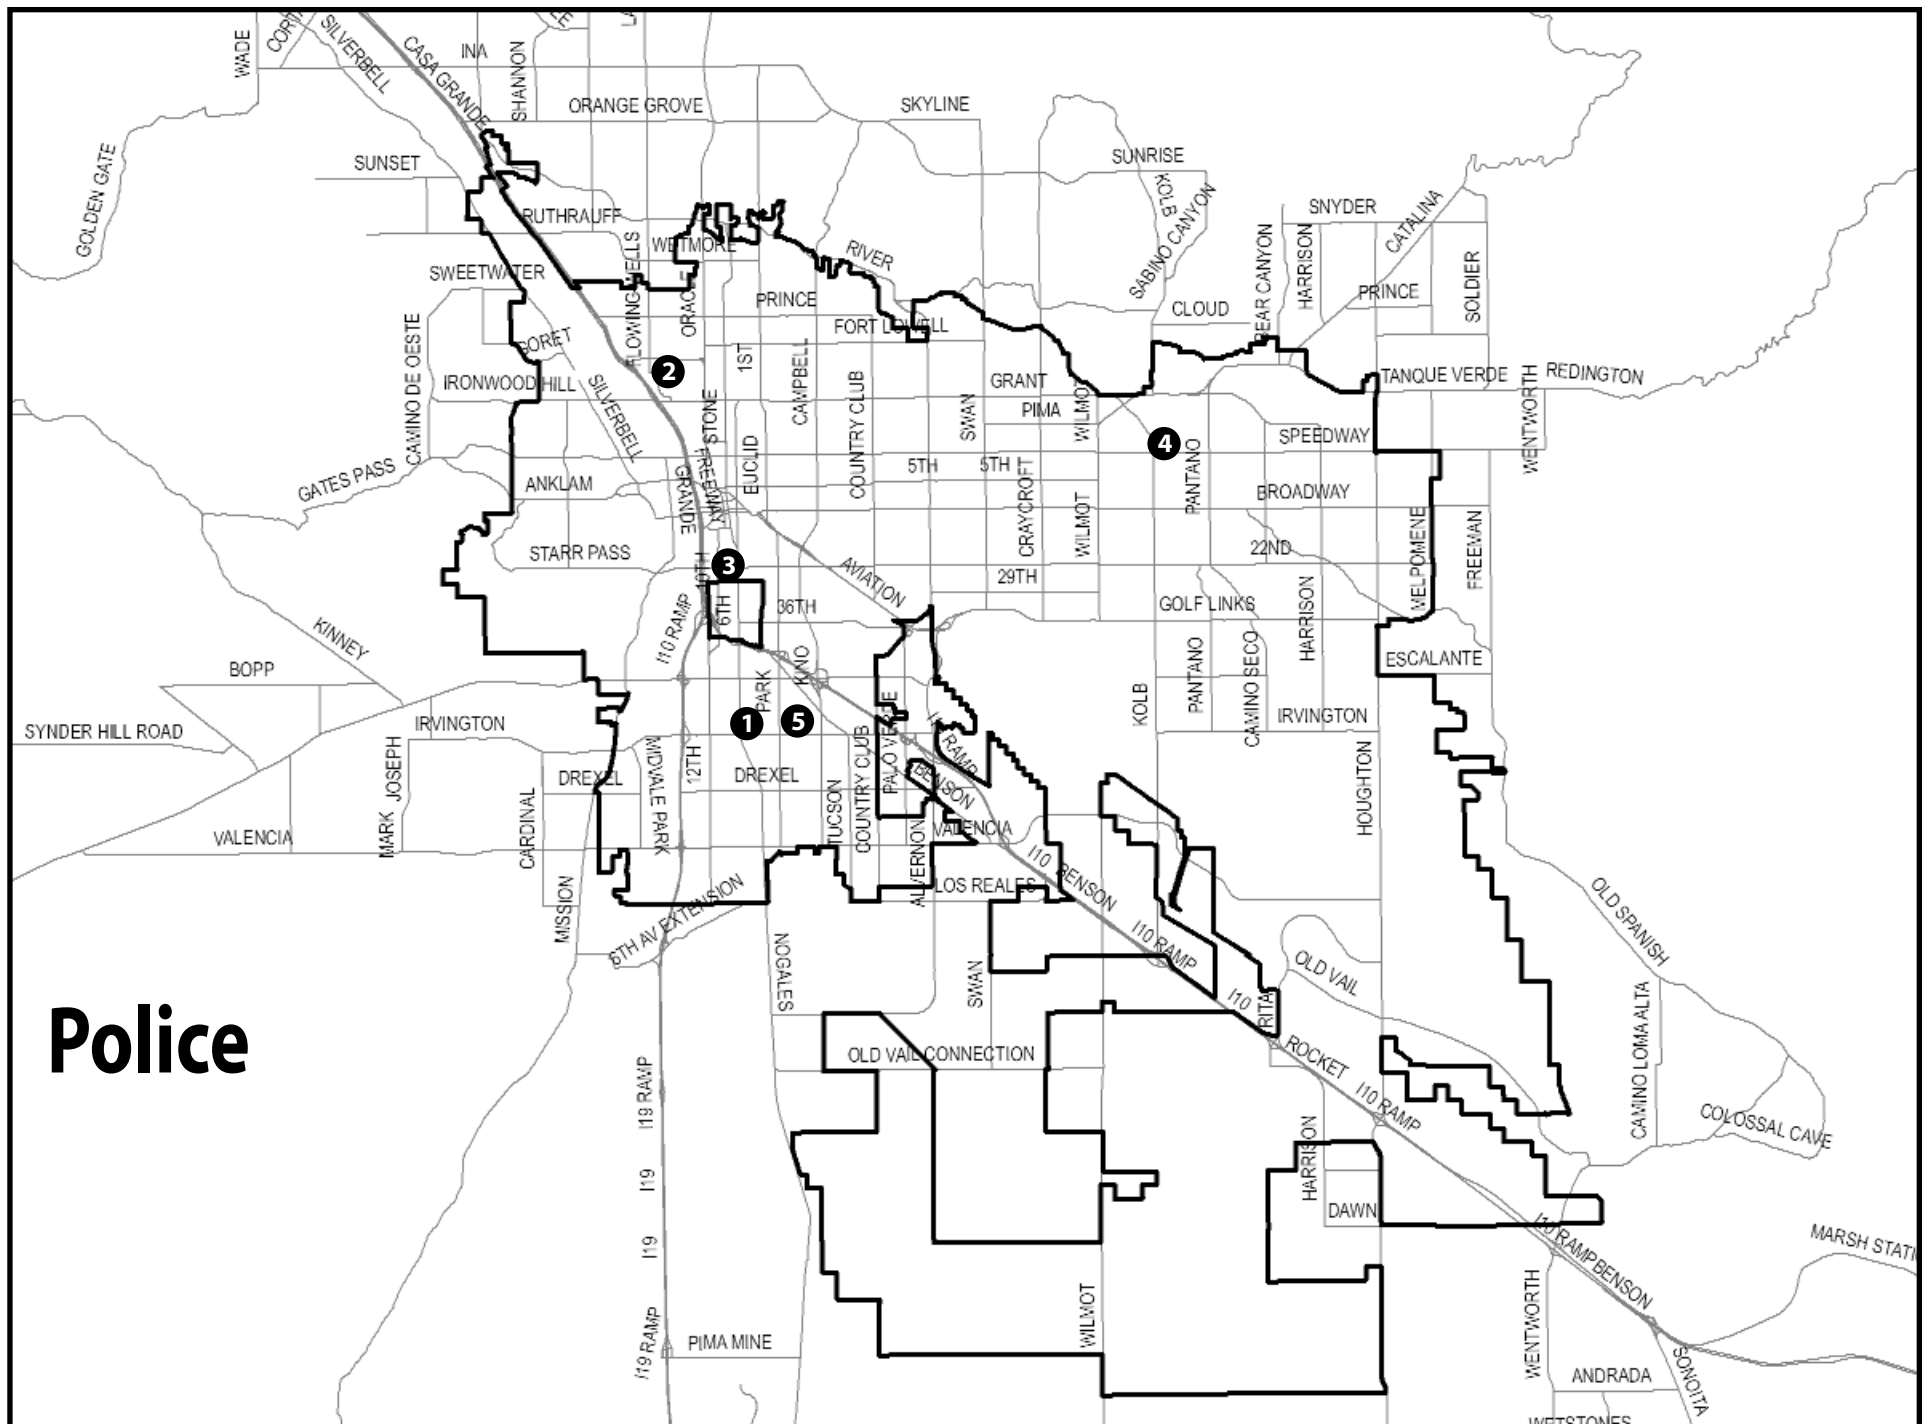 WADE
SILVERBELL
CASA GRANDE
INA
SHANNON
ORANGE GROVE
SKYLINE
GOLDEN GATE
SUNSET
SUNRISE
KOLB
SABINO CANYON
RUTHRAUFF
WETMORE
RIVER
SNYDER
CATALINA
BEAR CANYON
HARRISON
SOLDIER
SWEETWATER
FLOWING WELLS
ORACLE
PRINCE
PRINCE
CLOUD
FORT LOWELL
CAMINO DE OESTE
GORET
2
1ST
CAMPBELL
IRONWOOD HILL
SILVERBELL
COUNTRY CLUB
GRANT
TANQUE VERDE
REDINGTON
WENTWORTH
PIMA
WILMOT
SWAN
STONE
SPEEDWAY
4
PANTANO
EUCLID
FREEWAY
GRANDE
GATES PASS
ANKLAM
5TH
5TH
CRAYCROFT
WILMOT
BROADWAY
STARR PASS
10TH
3
AVIATION
22ND
29TH
MELPOMENE
FREEMAN
6TH
36TH
GOLF LINKS
HARRISON
KINNEY
I10 RAMP
BOPP
KINO
PARK
PANTANO
CAMINO SECO
ESCALANTE
KOLB
1
5
PALO VERDE
IRVINGTON
IRVINGTON
SYNDER HILL ROAD
RAMP
MARK JOSEPH
DREXEL
MIDVALE PARK
12TH
DREXEL
TUCSON
COUNTRY CLUB
BENSON
HOUGHTON
VALENCIA
CARDINAL
VALENCIA
ALVERNON
I10
BENSON
LOS REALES
MISSION
6TH AV EXTENSION
NOGALES
SWAN
I10 RAMP
OLD SPANISH
OLD VAIL
I10
RITA
CAMINO LOMA ALTA
Police
OLD VAIL CONNECTION
ROCKET
I19 RAMP
I10 RAMP
COLOSSAL CAVE
HARRISON
I19
DAWN
I10 RAMP
BENSON
I19
MARSH STATI
WILMOT
WENTWORTH
I19 RAMP
PIMA MINE
SONOITA
ANDRADA
WETSTONES